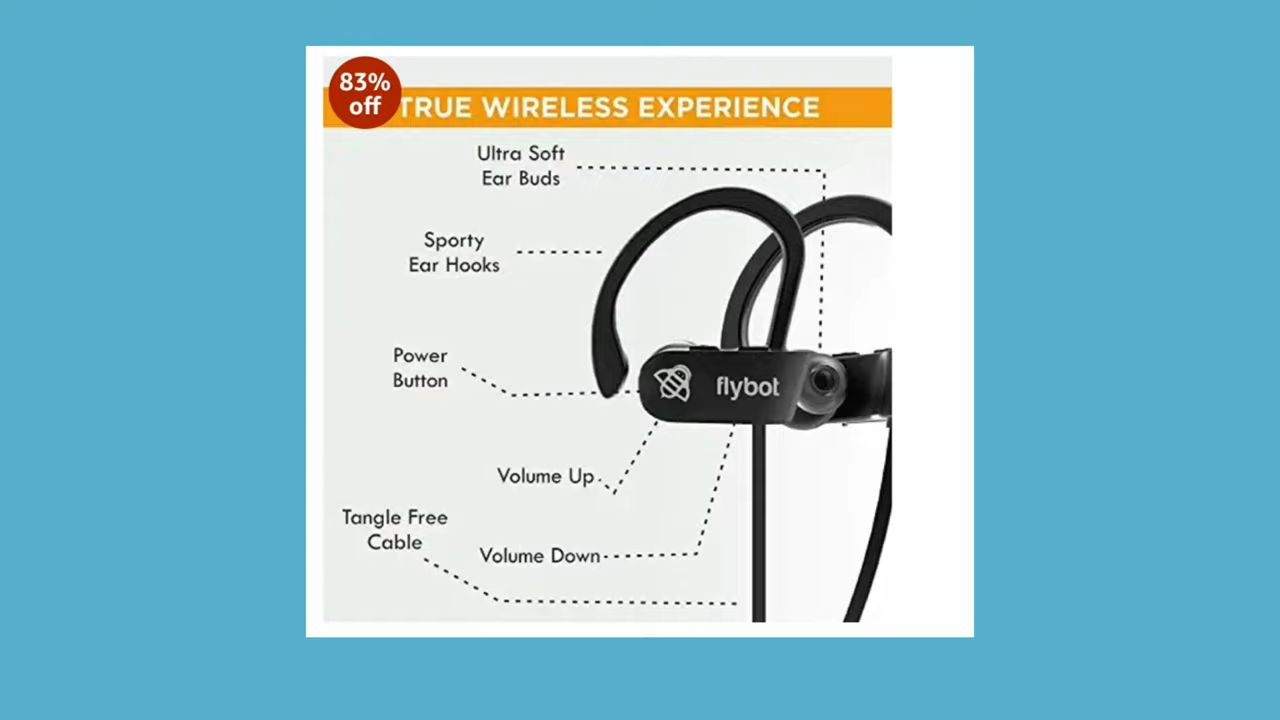 83%
off
TRUE WIRELESS EXPERIENCE
Ultra Soft
Ear Buds
Sporty
Ear Hooks
Power
Button
flybot
Volume Up
Tangle Free
Cable
Volume Down